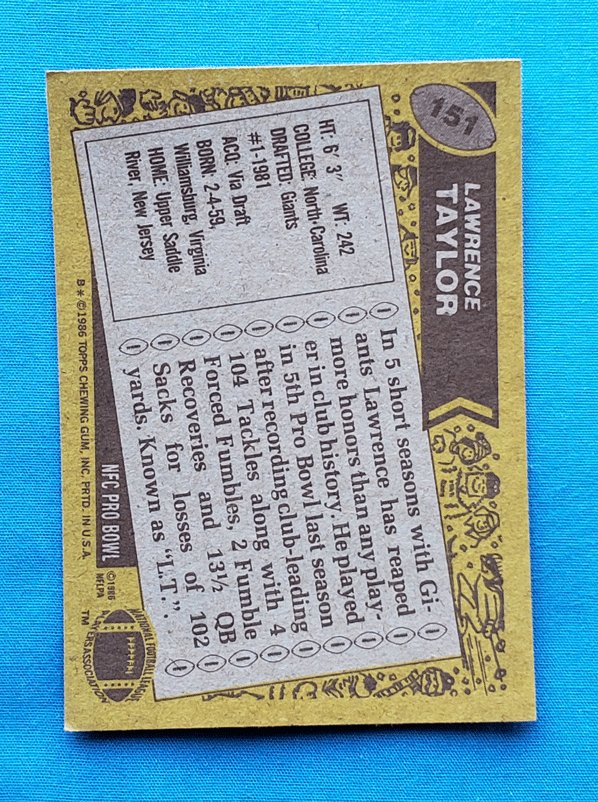 151
LAWRENCE
TAYLOR
HT: 6' 3" WT: 242
COLLEGE: North Carolina
DRAFTED: Giants
#1-1981
ACQ: Via Draft
BORN: 2-4-59,
Williamsburg, Virginia
HOME: Upper Saddle
River, New Jersey
In 5 short seasons with Gi-
ants' Lawrence has reaped
more honors than any play-
er in club history. He played
in 5th Pro Bowl last season
after recording club-leading
104 Tackles along with 4
Forced Fumbles, 2 Fumble
Recoveries and 13½ QB
Sacks for losses of 102
yards. Known as "L.T."
NFC PRO BOWL
B * ©1986 TOPPS CHEWING GUM, INC. PRTD. IN U.S.A.
©1986
NFLPA
NATIONAL FOOTBALL LEAGUE
PLAYERS ASSOCIATION
TM